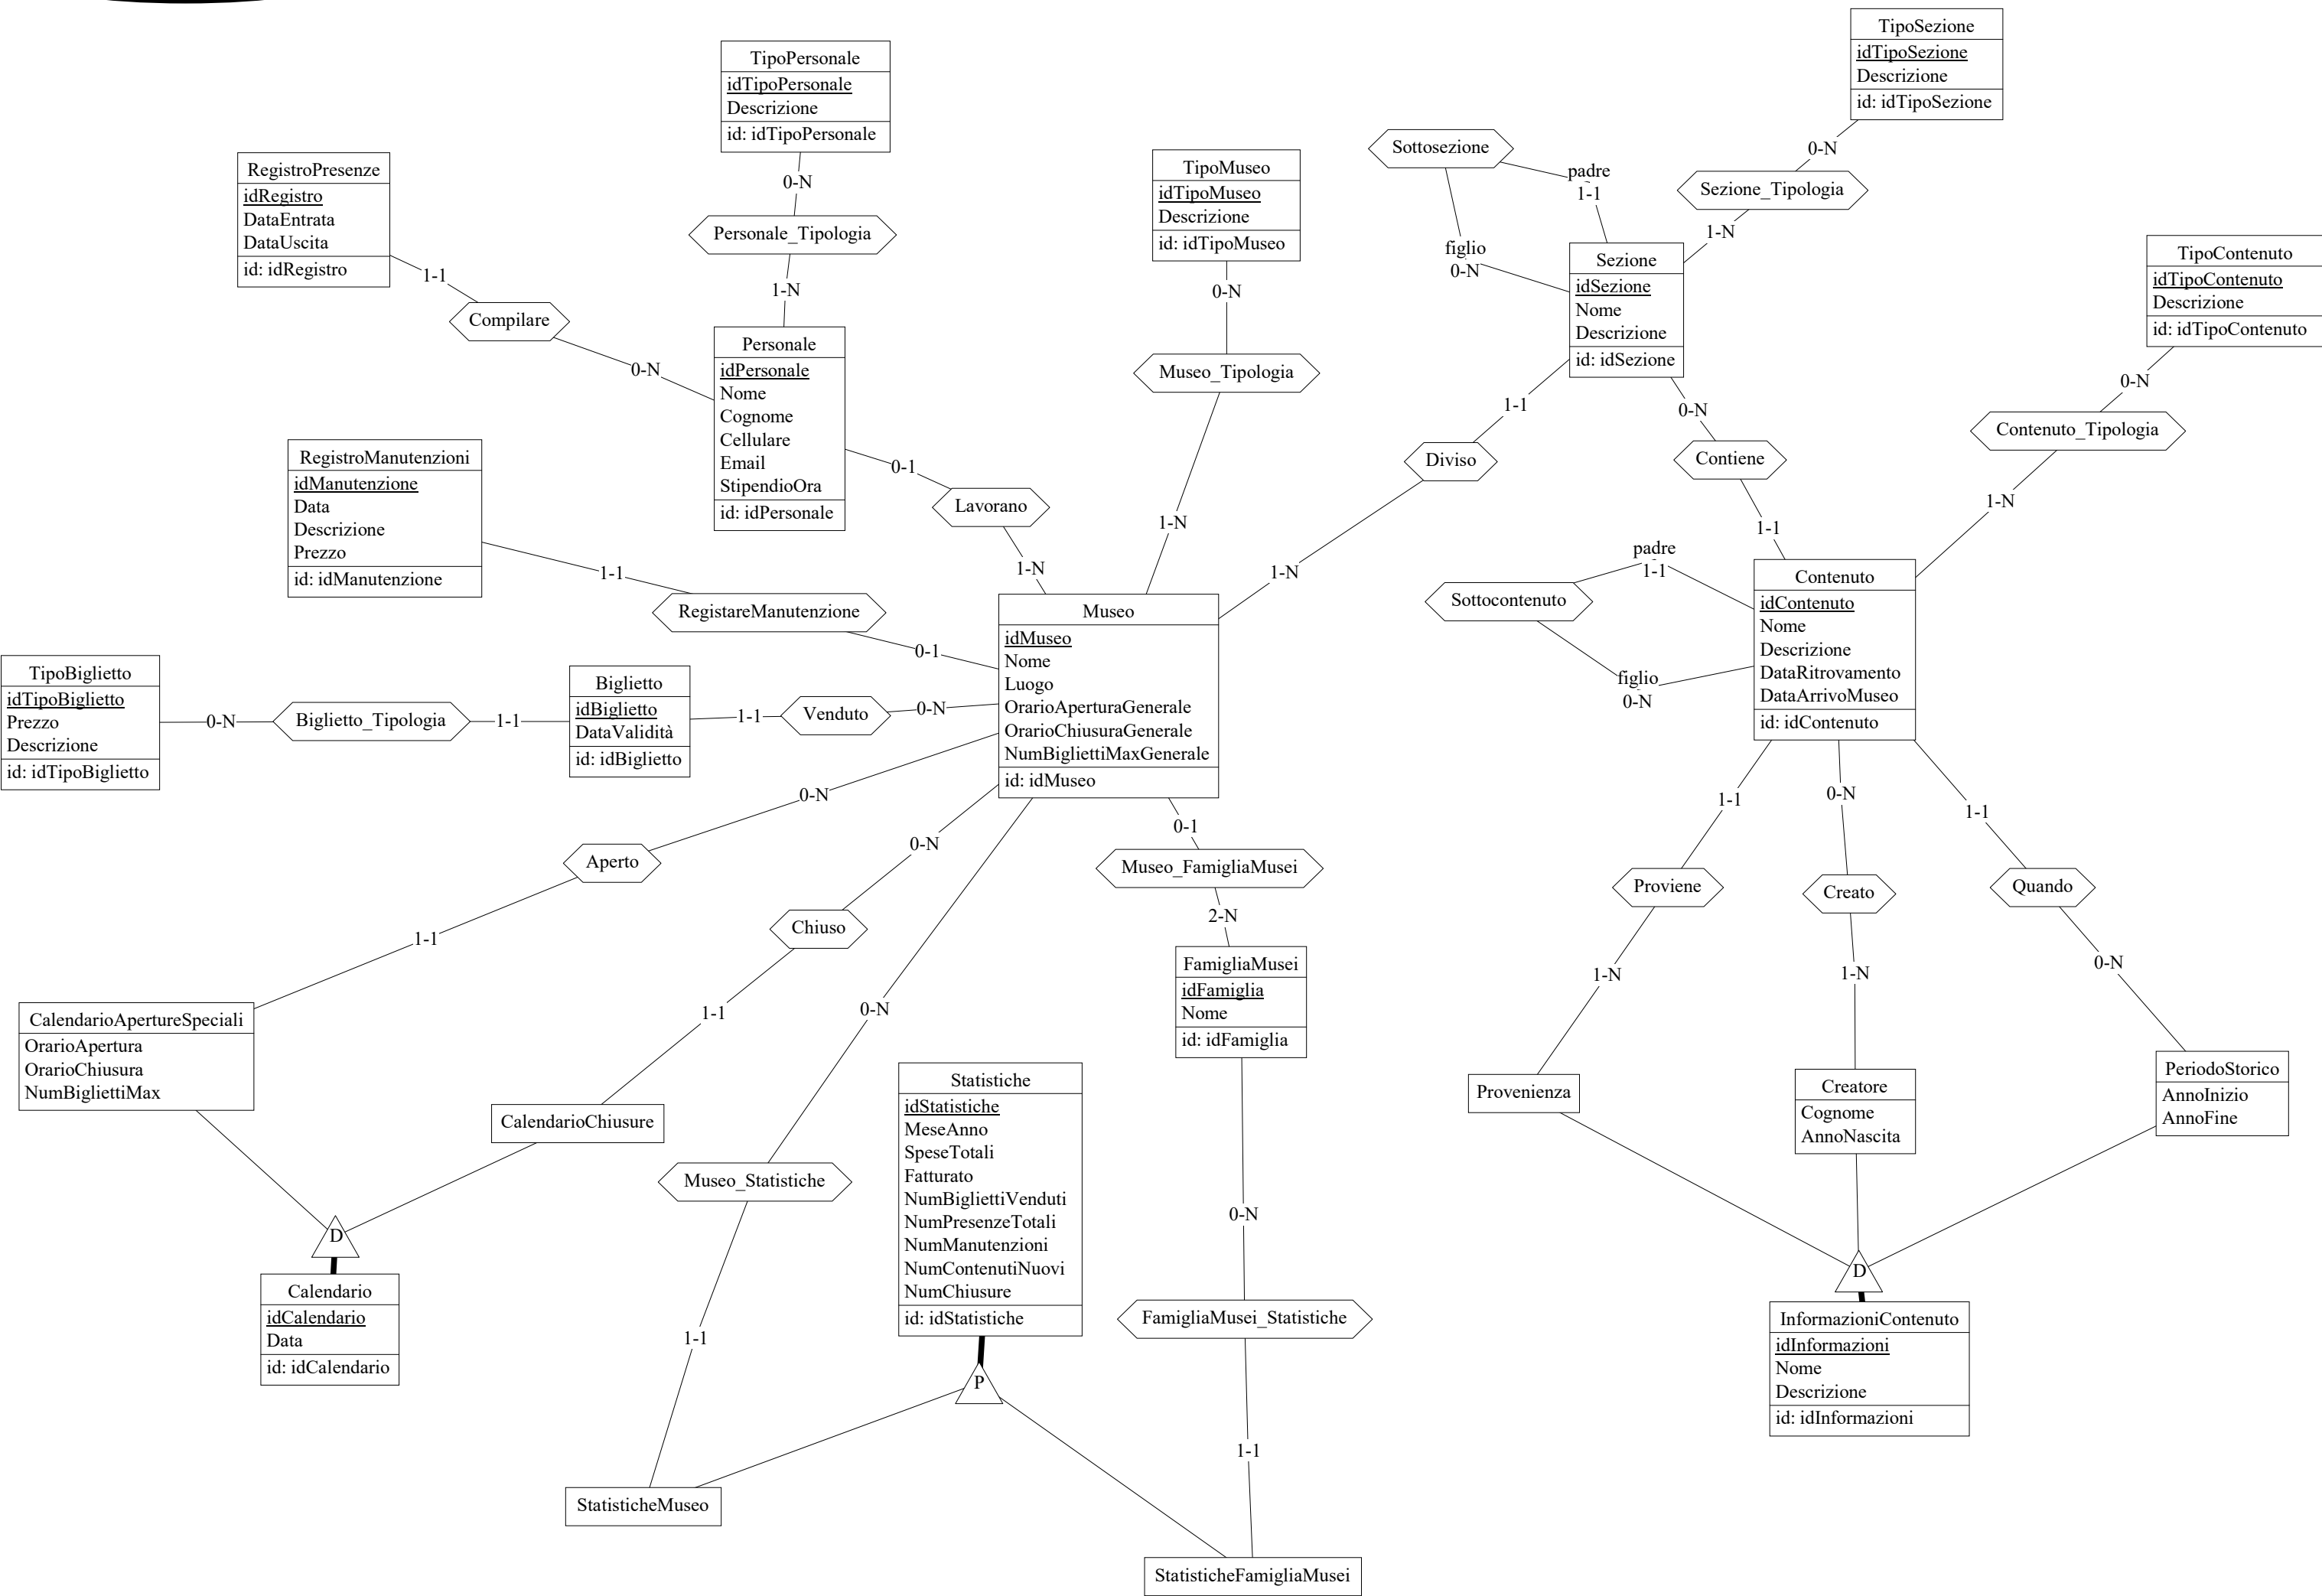 TipoSezione
idTipoSezione
Descrizione
id: idTipoSezione
0-N
Sezione_Tipologia
1-N
TipoPersonale
idTipoPersonale
Descrizione
id: idTipoPersonale
0-N
Personale_Tipologia
1-N
RegistroPresenze
idRegistro
DataEntrata
DataUscita
id: idRegistro
1-1
Compilare
0-N
Personale
idPersonale
Nome
Cognome
Cellulare
Email
StipendioOra
id: idPersonale
0-1
Lavorano
1-N
TipoMuseo
idTipoMuseo
Descrizione
id: idTipoMuseo
0-N
Museo_Tipologia
1-N
Sottosezione
padre
1-1
figlio
0-N
Sezione
idSezione
Nome
Descrizione
id: idSezione
1-1
Diviso
1-N
0-N
Contiene
1-1
TipoContenuto
idTipoContenuto
Descrizione
id: idTipoContenuto
0-N
Contenuto_Tipologia
1-N
RegistroManutenzioni
idManutenzione
Data
Descrizione
Prezzo
id: idManutenzione
1-1
RegistareManutenzione
0-1
Museo
idMuseo
Nome
Luogo
OrarioAperturaGenerale
OrarioChiusuraGenerale
NumBigliettiMaxGenerale
id: idMuseo
Sottocontenuto
padre
1-1
figlio
0-N
Contenuto
idContenuto
Nome
Descrizione
DataRitrovamento
DataArrivoMuseo
id: idContenuto
TipoBiglietto
idTipoBiglietto
Prezzo
Descrizione
id: idTipoBiglietto
0-N
Biglietto_Tipologia
1-1
Biglietto
idBiglietto
DataValidità
id: idBiglietto
1-1
Venduto
0-N
0-N
Aperto
1-1
0-N
Chiuso
1-1
0-N
Museo_Statistiche
1-1
0-1
Museo_FamigliaMusei
2-N
FamigliaMusei
idFamiglia
Nome
id: idFamiglia
0-N
FamigliaMusei_Statistiche
1-1
1-1
Proviene
1-N
0-N
Creato
1-N
1-1
Quando
0-N
CalendarioApertureSpeciali
OrarioApertura
OrarioChiusura
NumBigliettiMax
CalendarioChiusure
D
Calendario
idCalendario
Data
id: idCalendario
Statistiche
idStatistiche
MeseAnno
SpeseTotali
Fatturato
NumBigliettiVenduti
NumPresenzeTotali
NumManutenzioni
NumContenutiNuovi
NumChiusure
id: idStatistiche
P
StatisticheMuseo
StatisticheFamigliaMusei
Provenienza
Creatore
Cognome
AnnoNascita
PeriodoStorico
AnnoInizio
AnnoFine
D
InformazioniContenuto
idInformazioni
Nome
Descrizione
id: idInformazioni